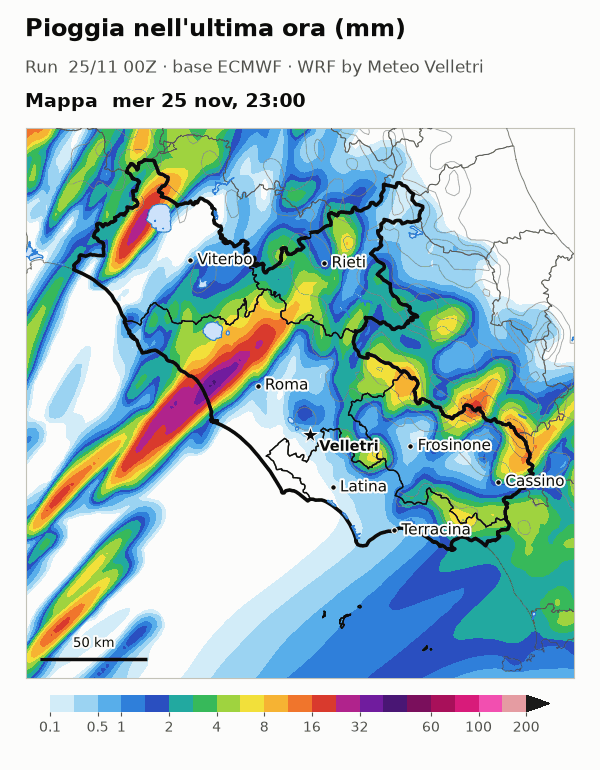 Pioggia nell'ultima ora (mm)
Run  25/11 00Z · base ECMWF · WRF by Meteo Velletri
Mappa  mer 25 nov, 23:00
Viterbo
Rieti
Roma
Velletri
Frosinone
Cassino
Latina
Terracina
50 km
0.1 0.5 1 2 4 8 16 32 60 100 200